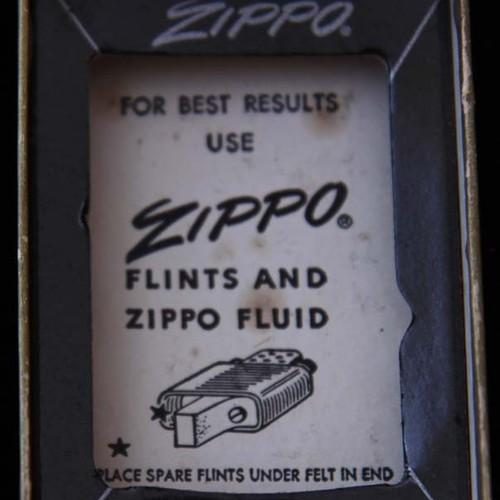 ZIPPO.
FOR BEST RESULTS
USE
ZIPPO®
FLINTS AND
ZIPPO FLUID
PLACE SPARE FLINTS UNDER FELT IN END